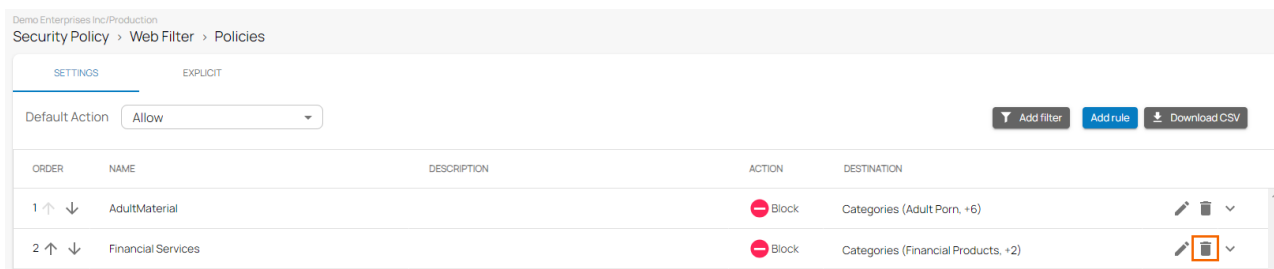 Demo Enterprises Inc/Production
Security Policy > Web Filter > Policies
SETTINGS EXPLICIT
Default Action Allow Add filter Add rule Download CSV
ORDER NAME DESCRIPTION ACTION DESTINATION
1 AdultMaterial Block Categories (Adult Porn, +6)
2 Financial Services Block Categories (Financial Products, +2)